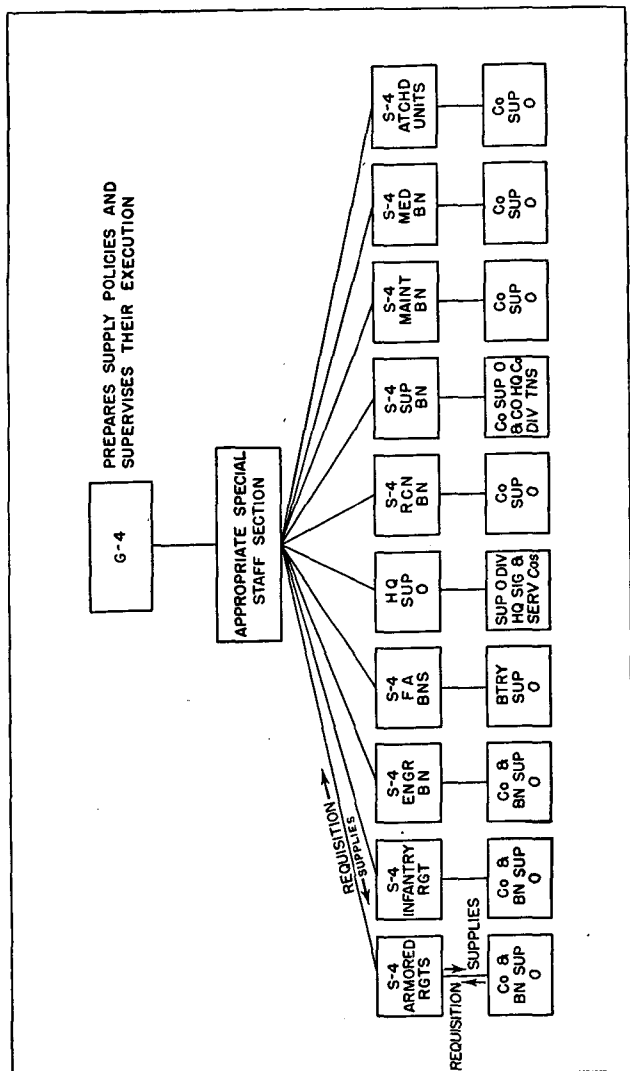 PREPARES SUPPLY POLICIES AND
SUPERVISES THEIR EXECUTION
G-4
APPROPRIATE SPECIAL
STAFF SECTION
REQUISITION
SUPPLIES
S-4
ARMORED
RGTS
S-4
INFANTRY
RGT
S-4
ENGR
BN
S-4
F A
BNS
HQ
SUP
O
S-4
RCN
BN
S-4
SUP
BN
S-4
MAINT
BN
S-4
MED
BN
S-4
ATCHD
UNITS
REQUISITION
SUPPLIES
Co &
BN SUP
O
Co &
BN SUP
O
Co &
BN SUP
O
BTRY
SUP
O
SUP O DIV
HQ SIG &
SERV Cos
Co
SUP
O
Co SUP O
& CO HQ Co
DIV TNS
Co
SUP
O
Co
SUP
O
Co
SUP
O